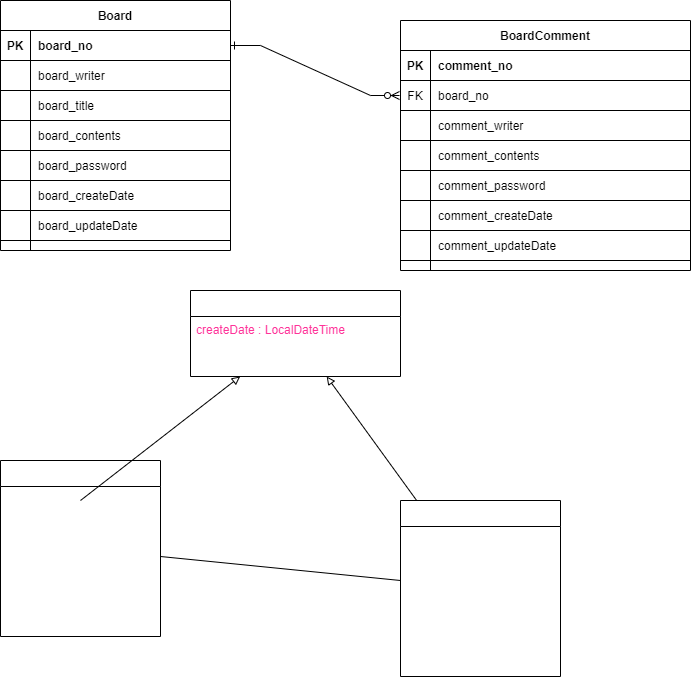 Board
PK board_no
board_writer
board_title
board_contents
board_password
board_createDate
board_updateDate
BoardComment
PK comment_no
FK board_no
comment_writer
comment_contents
comment_password
comment_createDate
comment_updateDate
createDate : LocalDateTime